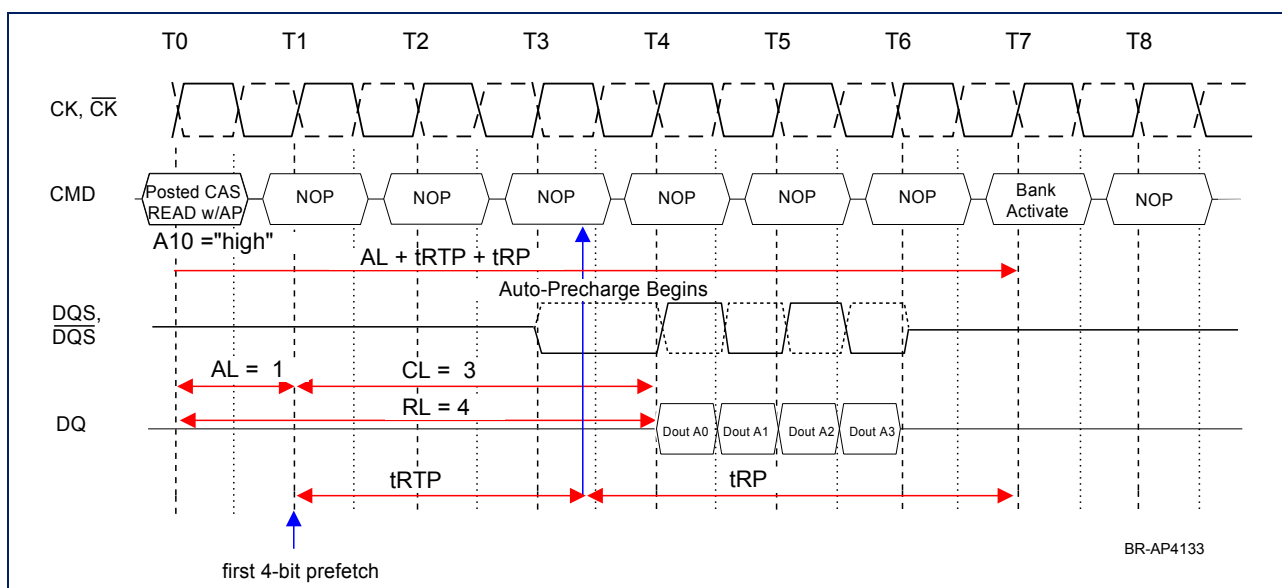 T0 T1 T2 T3 T4 T5 T6 T7 T8
CK, CK
CMD
Posted CAS
READ w/AP
NOP NOP NOP NOP NOP NOP
Bank
Activate
NOP
A10 ="high"
AL + tRTP + tRP
Auto-Precharge Begins
DQS,
DQS
AL = 1
CL = 3
RL = 4
DQ
Dout A0 Dout A1 Dout A2 Dout A3
tRTP
tRP
first 4-bit prefetch
BR-AP4133